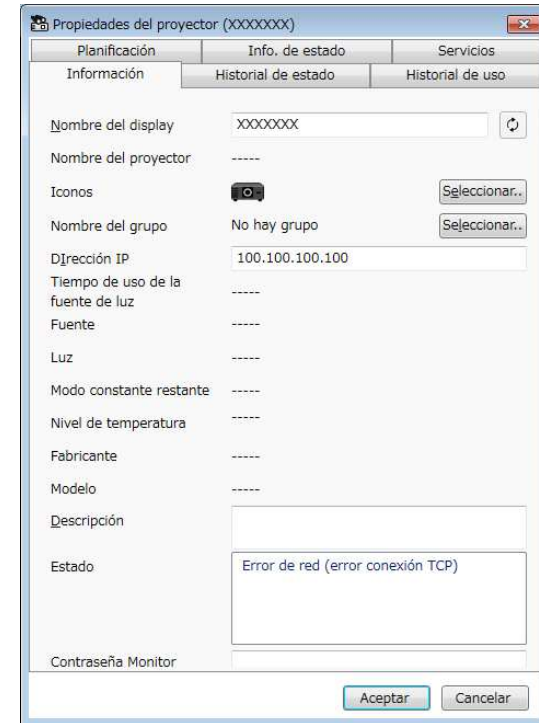 Propiedades del proyector (XXXXXXX)
Planificación Info. de estado Servicios
Información Historial de estado Historial de uso
Nombre del display XXXXXXX
Nombre del proyector -----
Iconos Seleccionar..
Nombre del grupo No hay grupo Seleccionar..
DIrección IP 100.100.100.100
Tiempo de uso de la
fuente de luz -----
Fuente -----
Luz -----
Modo constante restante -----
Nivel de temperatura -----
Fabricante -----
Modelo -----
Descripción
Estado Error de red (error conexión TCP)
Contraseña Monitor
Aceptar Cancelar